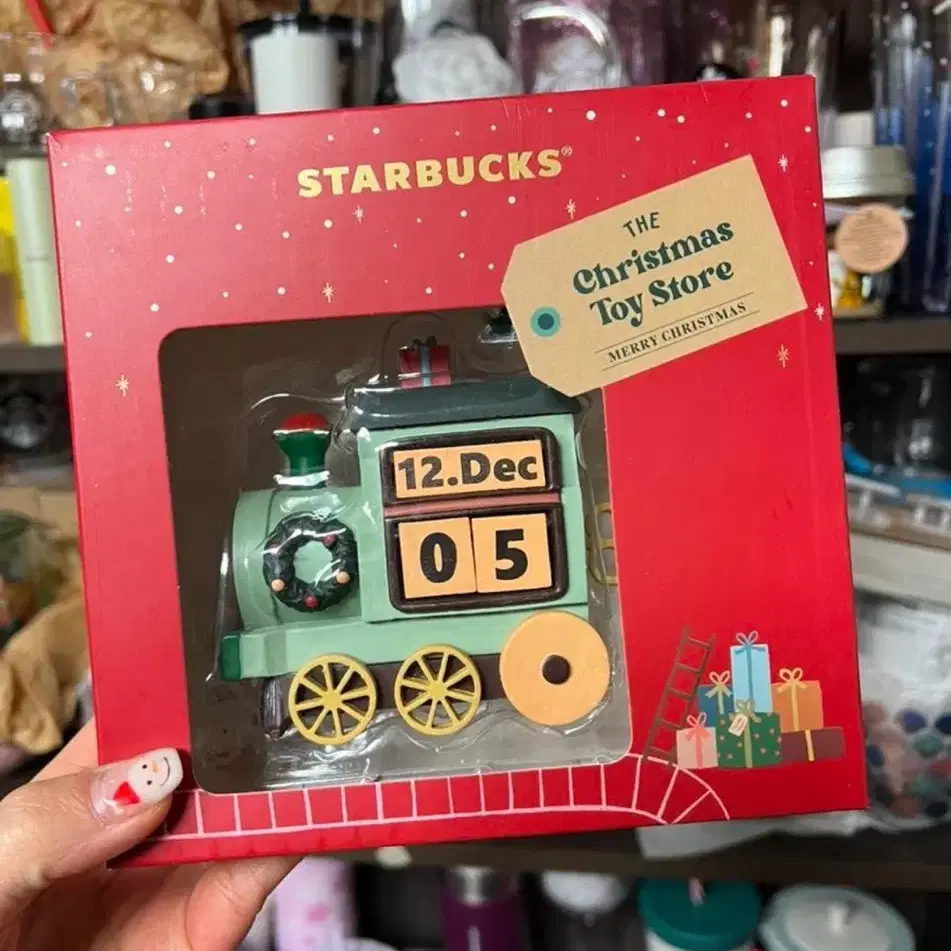 STARBUCKS®
THE
Christmas
Toy Store
MERRY CHRISTMAS
12.Dec
0 5